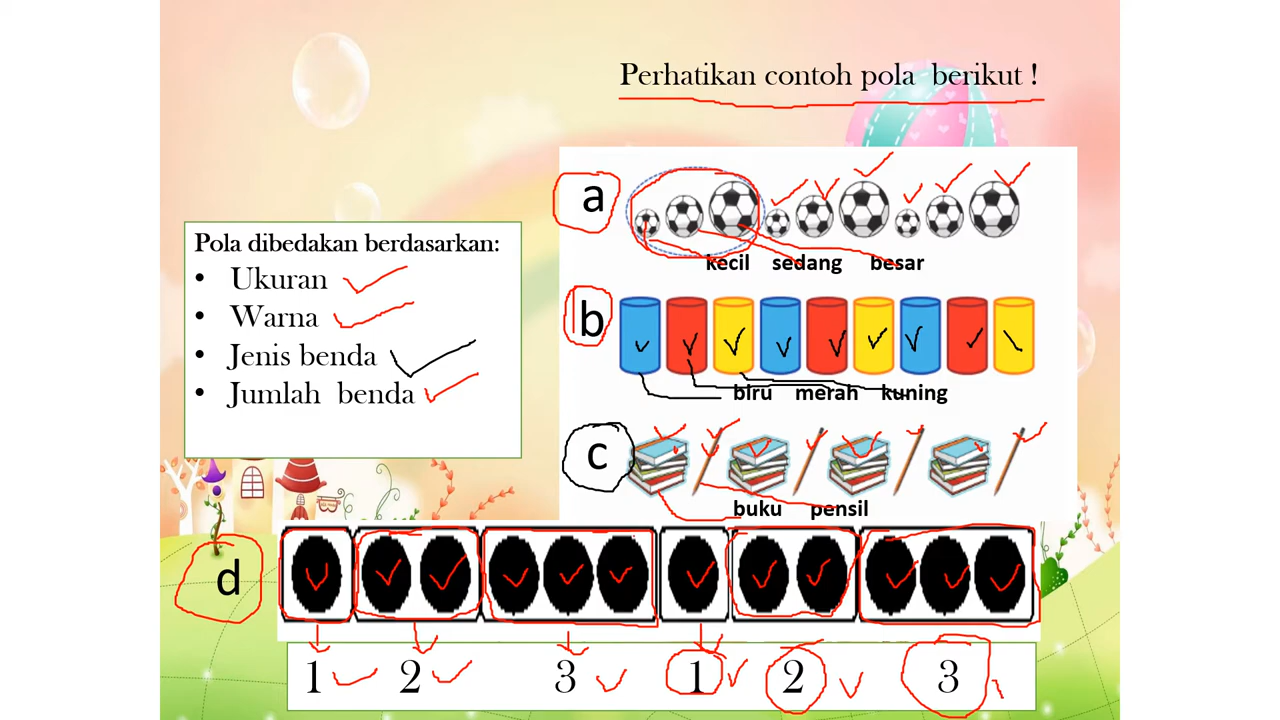 Perhatikan contoh pola berikut !
Pola dibedakan berdasarkan:
• Ukuran
• Warna
• Jenis benda
• Jumlah benda
a
kecil sedang besar
b
biru merah kuning
c
buku pensil
d
1 2 3 1 2 3